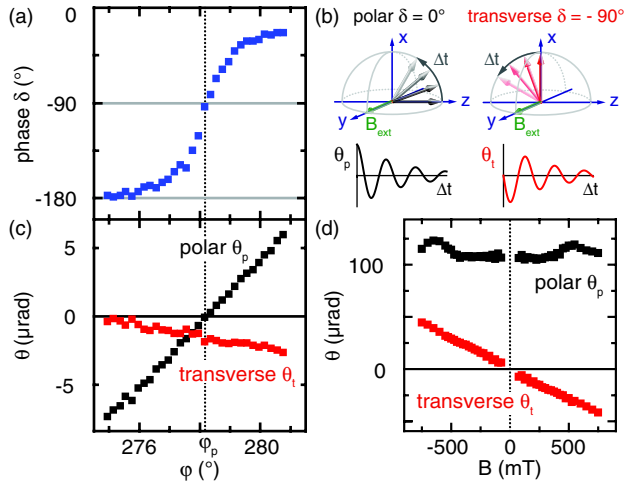 (a)
0
-90
-180
phase δ (°)
(b)
polar δ = 0°
transverse δ = - 90°
x
Δt
z
y
B_ext
x
Δt
z
y
B_ext
θ_p
Δt
θ_t
Δt
(c)
5
0
-5
θ (μrad)
polar θ_p
transverse θ_t
276
φ_p
280
φ (°)
(d)
100
0
θ (μrad)
polar θ_p
transverse θ_t
-500
0
500
B (mT)